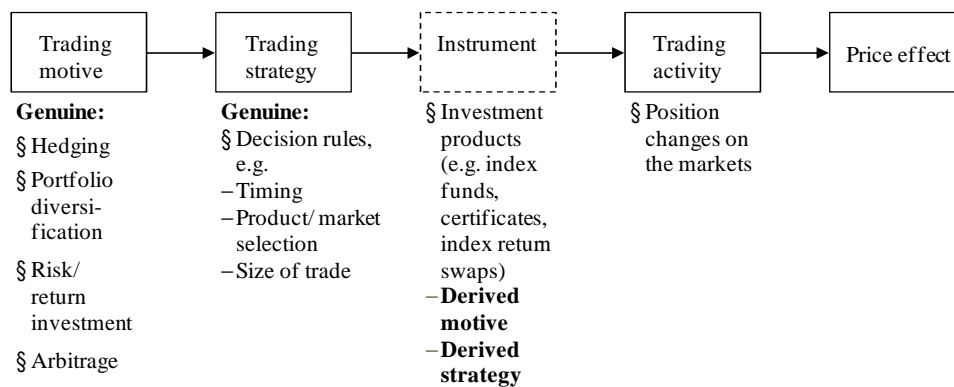 Trading
motive
Trading
strategy
Instrument
Trading
activity
Price effect
Genuine:
§ Hedging
§ Portfolio
diversi-
fication
§ Risk/
return
investment
§ Arbitrage
Genuine:
§ Decision rules,
e.g.
–Timing
–Product/ market
selection
–Size of trade
§ Investment
products
(e.g. index
funds,
certificates,
index return
swaps)
–Derived
motive
–Derived
strategy
§ Position
changes on
the markets